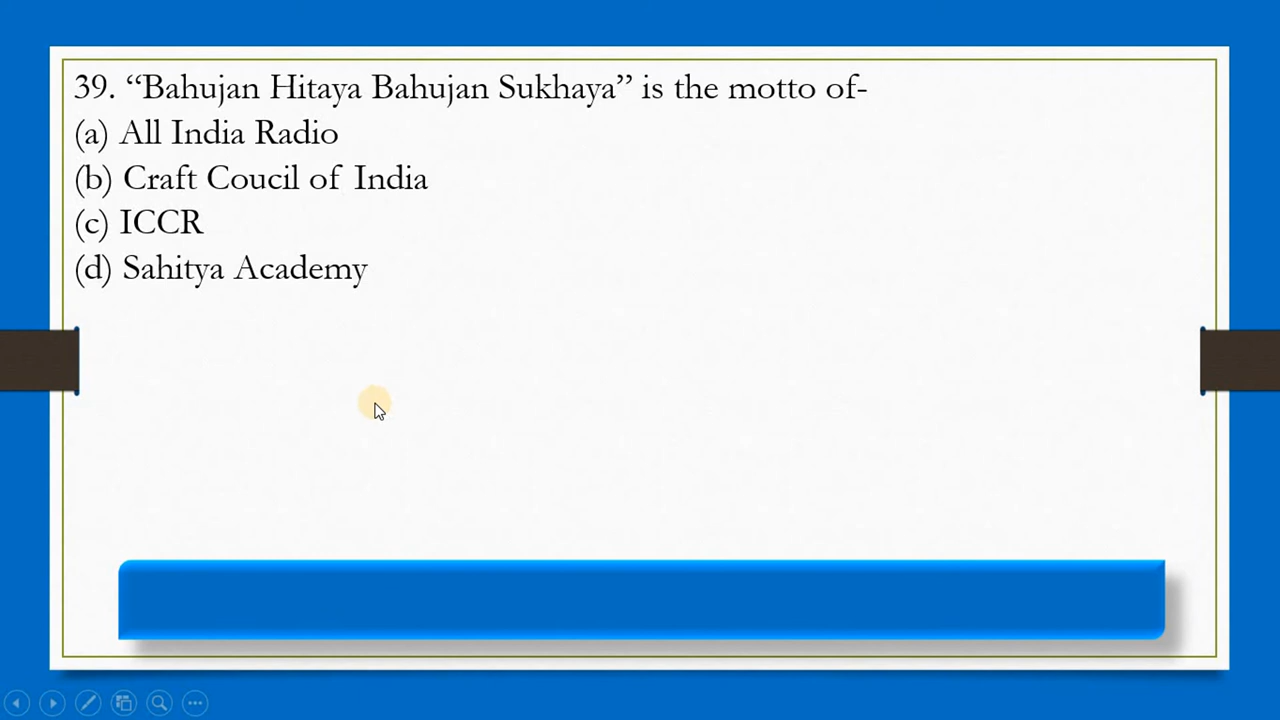 39. “Bahujan Hitaya Bahujan Sukhaya” is the motto of-
(a) All India Radio
(b) Craft Coucil of India
(c) ICCR
(d) Sahitya Academy